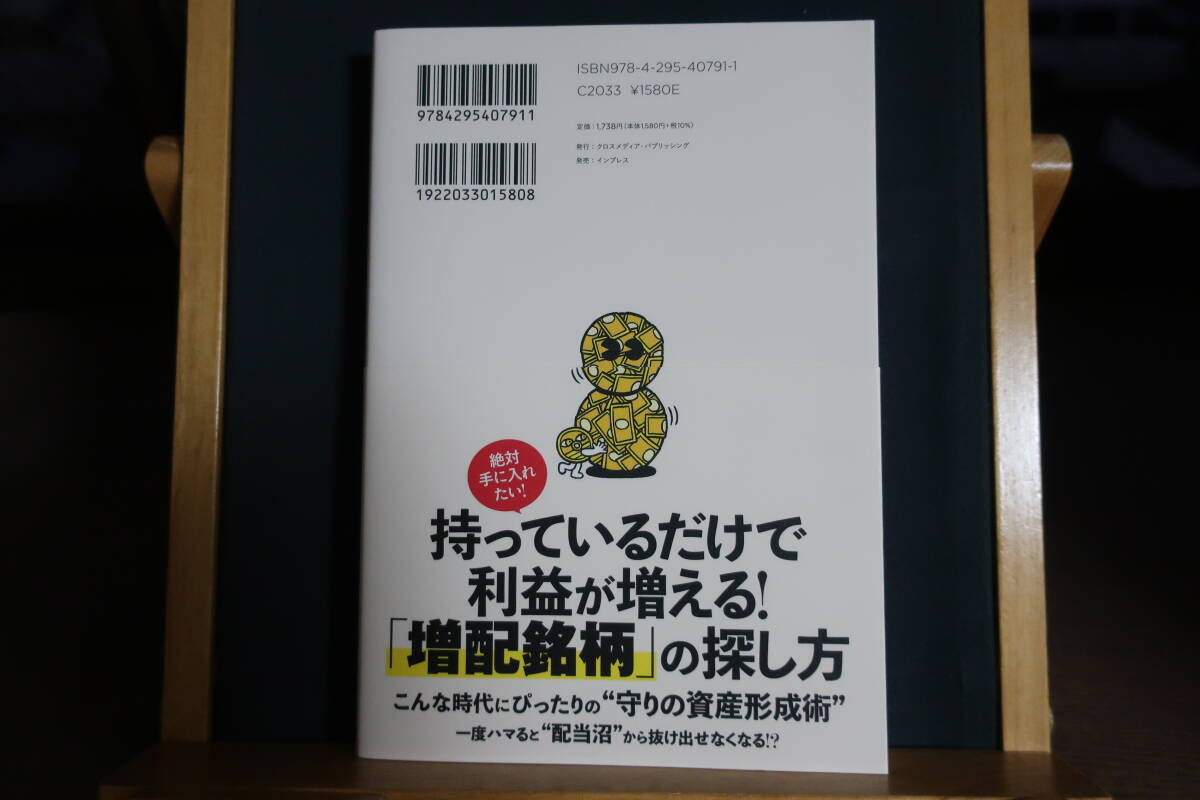 9784295407911
1922033015808
ISBN978-4-295-40791-1
C2033 ¥1580E
定価：1,738円（本体1,580円+税10%）
発行：クロスメディア・パブリッシング
発売：インプレス
絶対
手に入れ
たい！
持っているだけで
利益が増える！
「増配銘柄」の探し方
こんな時代にぴったりの“守りの資産形成術”
一度ハマると“配当沼”から抜け出せなくなる!?